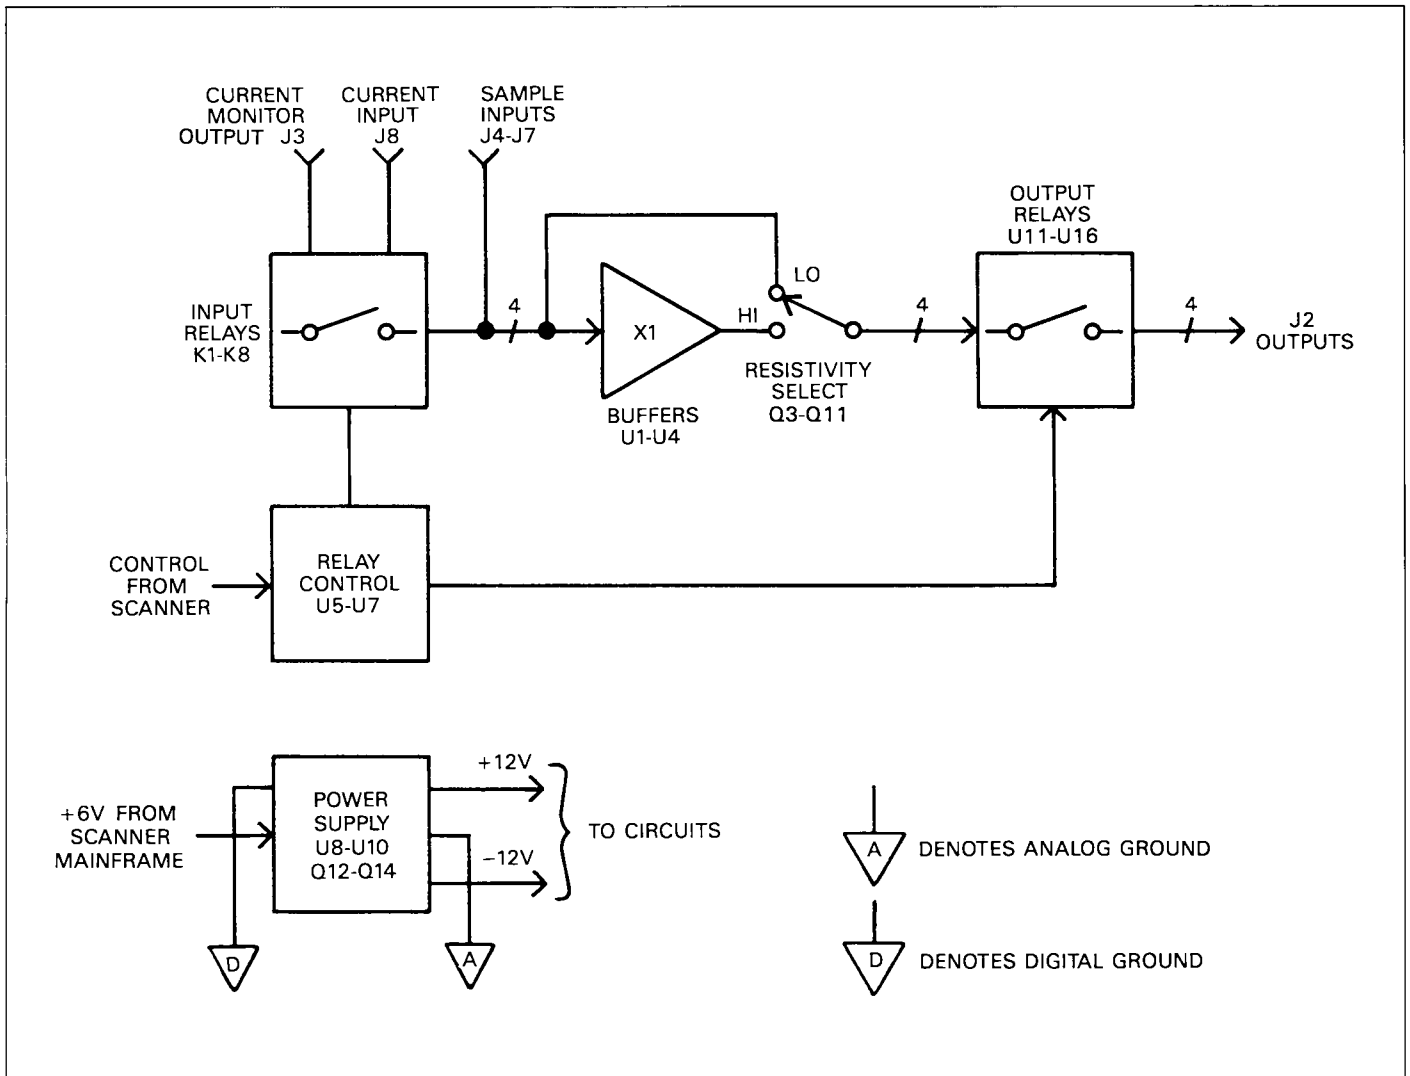 CURRENT
MONITOR
OUTPUT J3
CURRENT
INPUT
J8
SAMPLE
INPUTS
J4-J7
OUTPUT
RELAYS
U11-U16
INPUT
RELAYS
K1-K8
4
X1
BUFFERS
U1-U4
LO
HI
RESISTIVITY
SELECT
Q3-Q11
4
4
J2
OUTPUTS
CONTROL
FROM
SCANNER
RELAY
CONTROL
U5-U7
+6V FROM
SCANNER
MAINFRAME
POWER
SUPPLY
U8-U10
Q12-Q14
+12V
-12V
TO CIRCUITS
D
A
A
DENOTES ANALOG GROUND
D
DENOTES DIGITAL GROUND